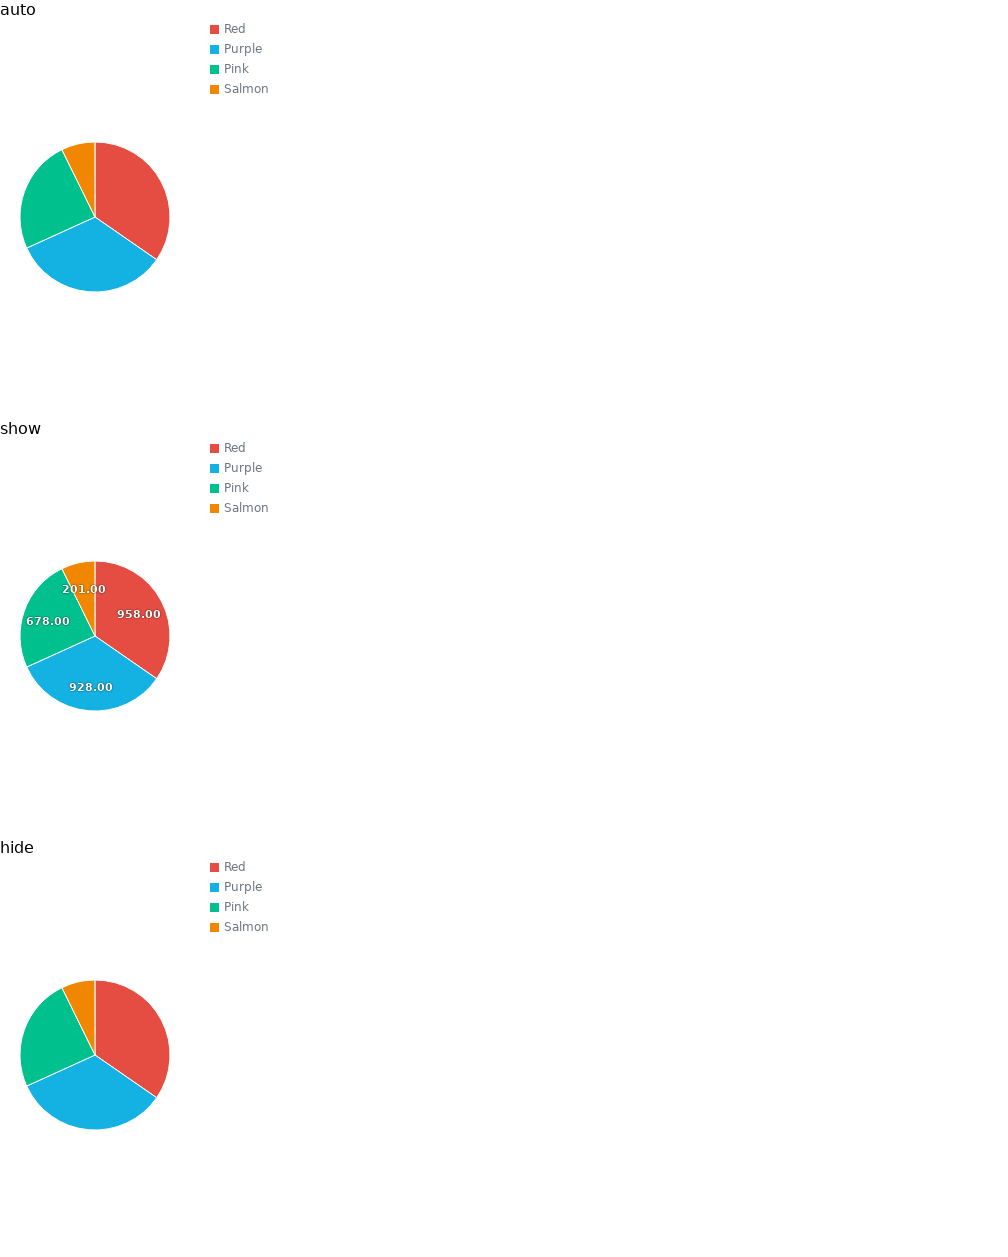 auto
Red
Purple
Pink
Salmon
show
Red
Purple
Pink
Salmon
201.00
958.00
678.00
928.00
hide
Red
Purple
Pink
Salmon